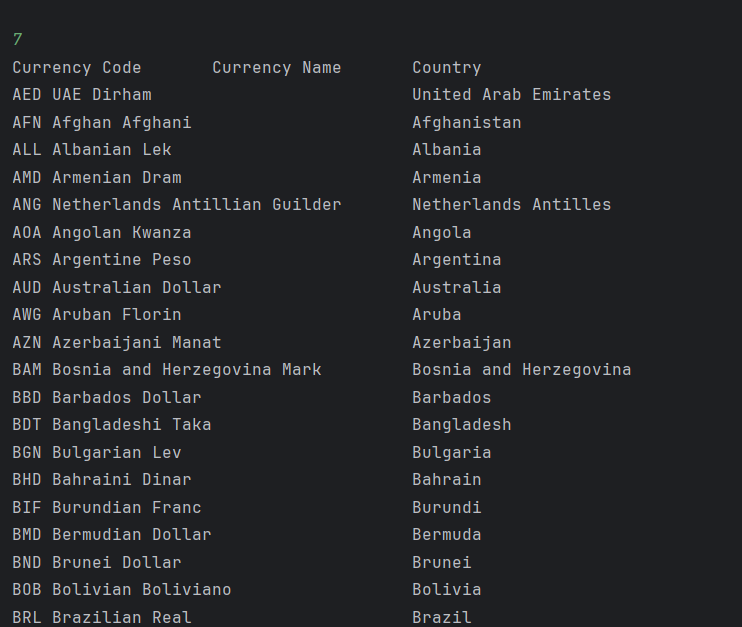 7
Currency Code       Currency Name       Country
AED UAE Dirham                          United Arab Emirates
AFN Afghan Afghani                      Afghanistan
ALL Albanian Lek                        Albania
AMD Armenian Dram                       Armenia
ANG Netherlands Antillian Guilder       Netherlands Antilles
AOA Angolan Kwanza                      Angola
ARS Argentine Peso                      Argentina
AUD Australian Dollar                   Australia
AWG Aruban Florin                       Aruba
AZN Azerbaijani Manat                   Azerbaijan
BAM Bosnia and Herzegovina Mark         Bosnia and Herzegovina
BBD Barbados Dollar                     Barbados
BDT Bangladeshi Taka                    Bangladesh
BGN Bulgarian Lev                       Bulgaria
BHD Bahraini Dinar                      Bahrain
BIF Burundian Franc                     Burundi
BMD Bermudian Dollar                    Bermuda
BND Brunei Dollar                       Brunei
BOB Bolivian Boliviano                  Bolivia
BRL Brazilian Real                      Brazil